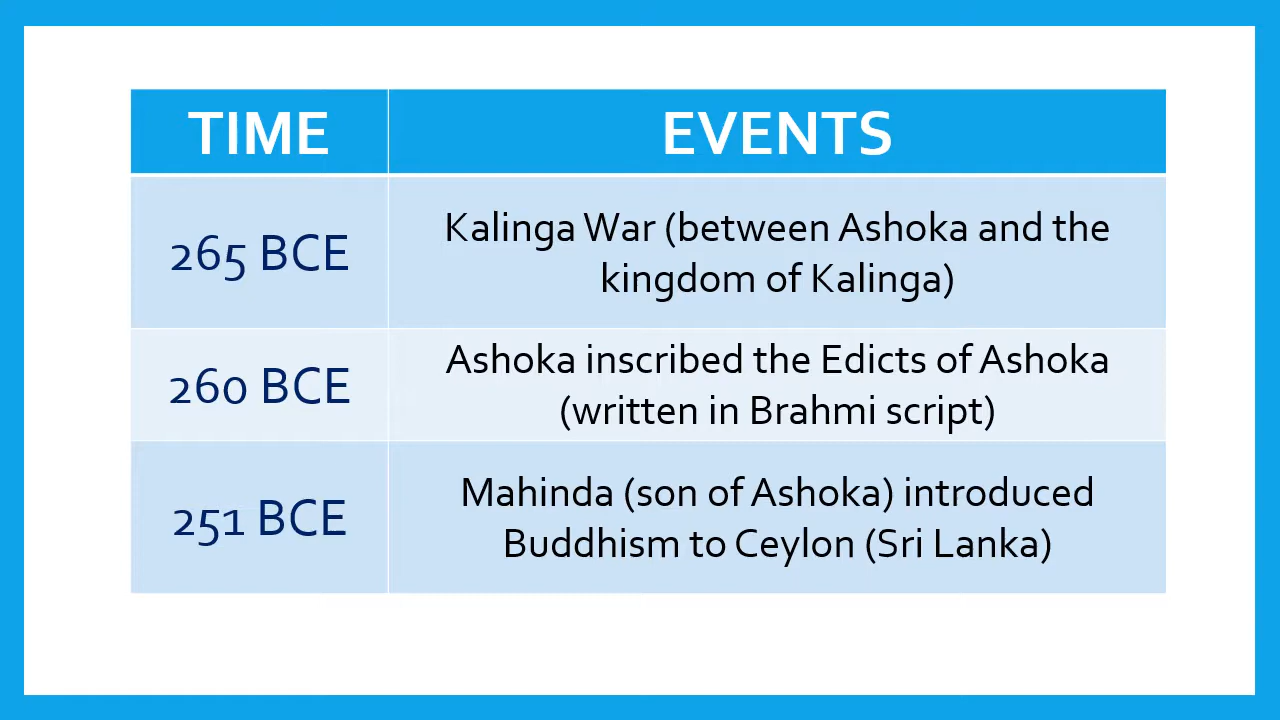 TIME
EVENTS
265 BCE
Kalinga War (between Ashoka and the
kingdom of Kalinga)
260 BCE
Ashoka inscribed the Edicts of Ashoka
(written in Brahmi script)
251 BCE
Mahinda (son of Ashoka) introduced
Buddhism to Ceylon (Sri Lanka)